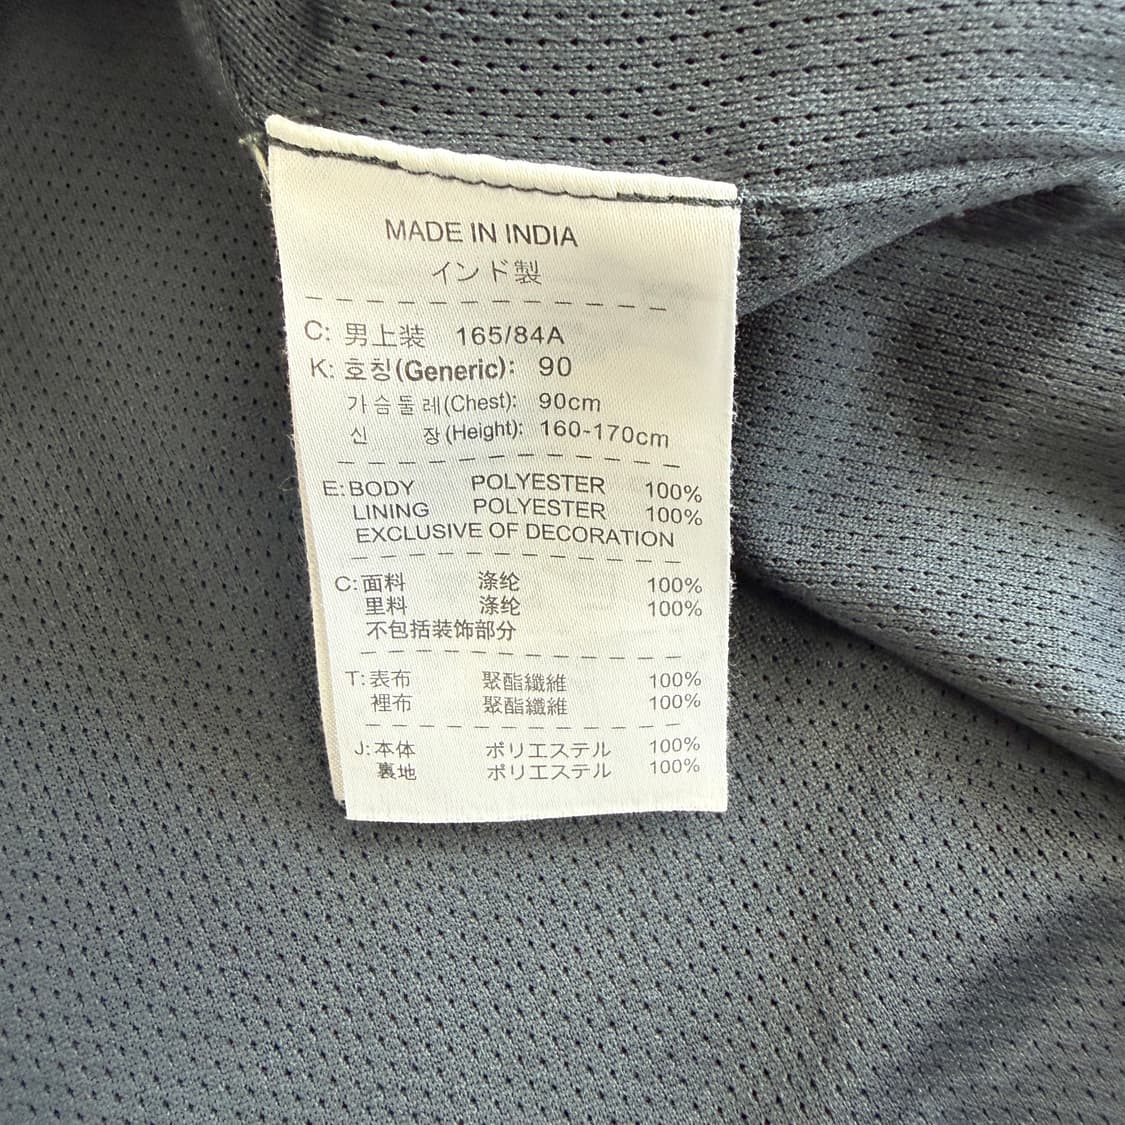 MADE IN INDIA
インド製
C: 男上装 165/84A
K: 호칭(Generic): 90
가슴둘레(Chest): 90cm
신 장(Height): 160-170cm
E: BODY POLYESTER 100%
LINING POLYESTER 100%
EXCLUSIVE OF DECORATION
C: 面料 涤纶 100%
里料 涤纶 100%
不包括装饰部分
T: 表布 聚酯纖維 100%
裡布 聚酯纖維 100%
J: 本体 ポリエステル 100%
裏地 ポリエステル 100%